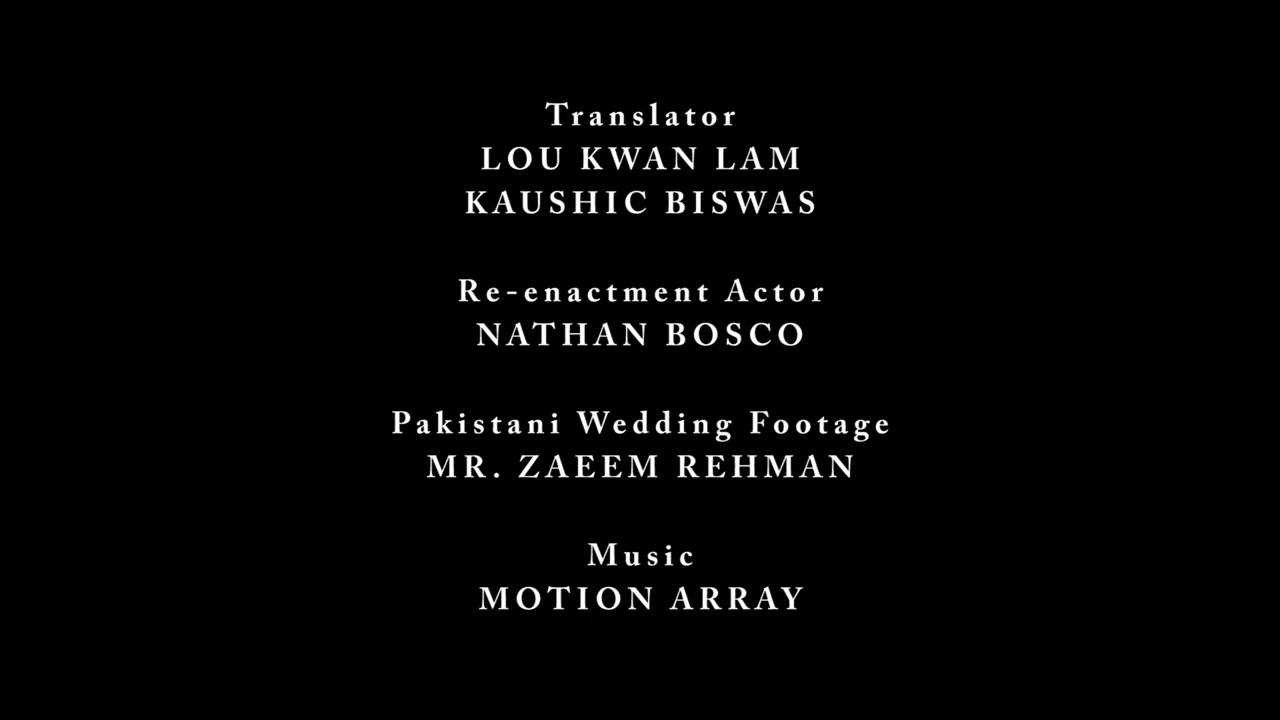 Translator
LOU KWAN LAM
KAUSHIC BISWAS
Re-enactment Actor
NATHAN BOSCO
Pakistani Wedding Footage
MR. ZAEEM REHMAN
Music
MOTION ARRAY